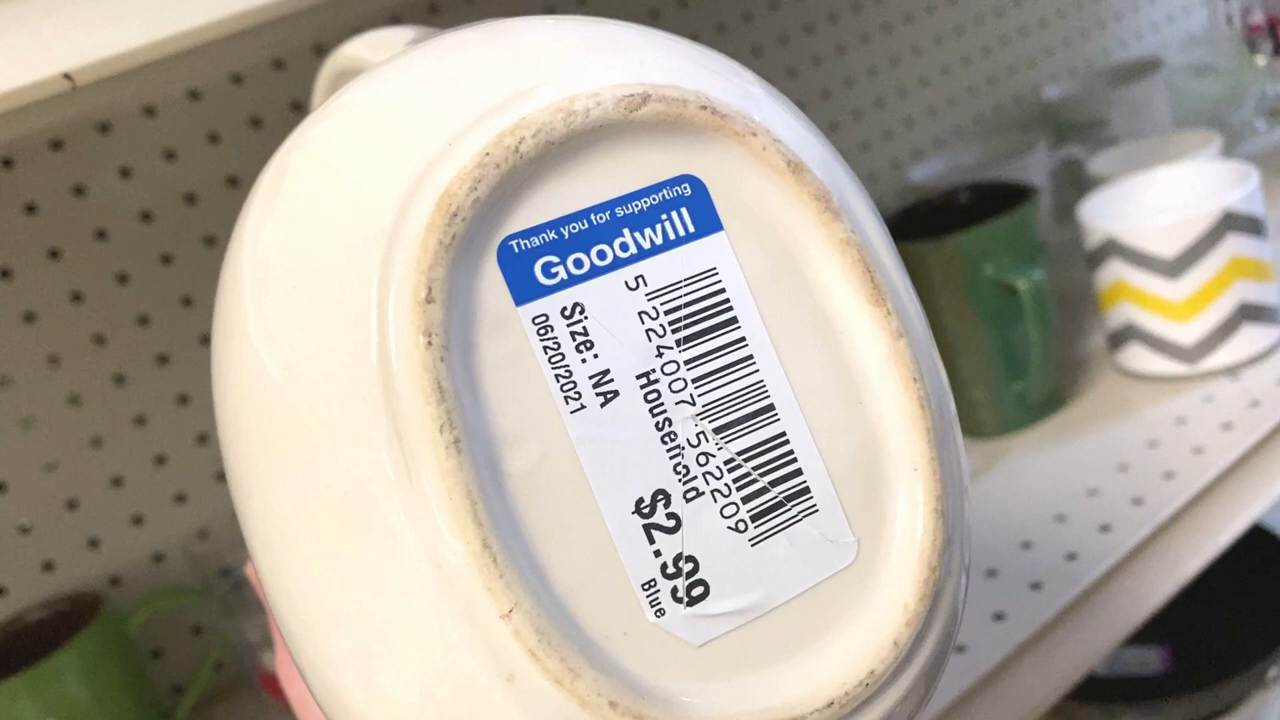 Thank you for supporting
Goodwill
5 224007 562209
Household
Size: NA
06/20/2021
$2.99
Blue